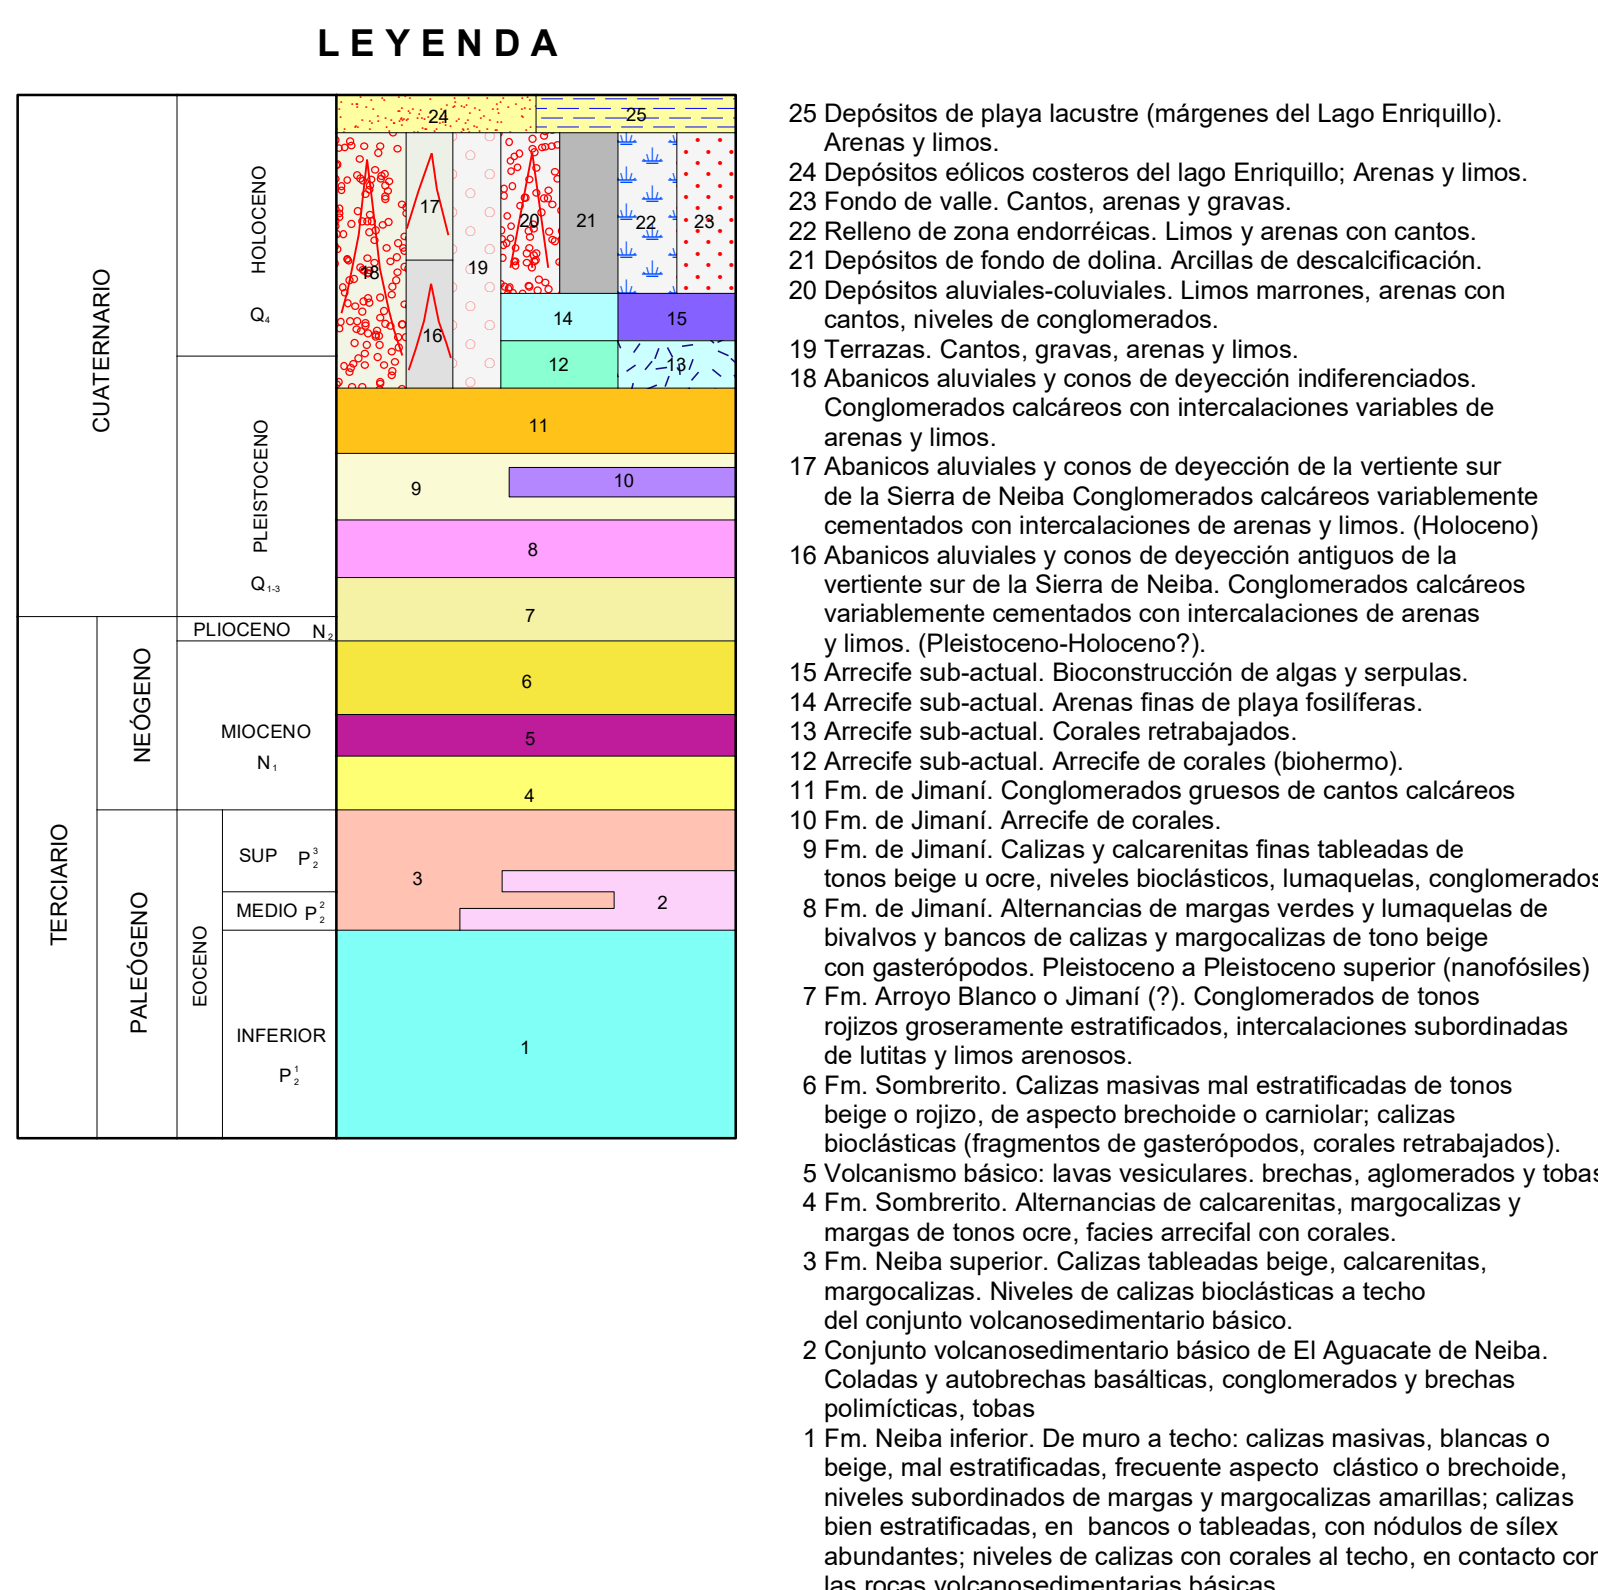 LEYENDA
CUATERNARIO
HOLOCENO
Q4
PLEISTOCENO
Q1-3
TERCIARIO
NEÓGENO
PLIOCENO N2
MIOCENO
N1
PALEÓGENO
EOCENO
SUP P 3 2
MEDIO P 2 2
INFERIOR
P 1 2
24
25
18
17
16
19
20
21
22
23
14
15
12
13
11
9
10
8
7
6
5
4
3
2
1
25 Depósitos de playa lacustre (márgenes del Lago Enriquillo).
Arenas y limos.
24 Depósitos eólicos costeros del lago Enriquillo; Arenas y limos.
23 Fondo de valle. Cantos, arenas y gravas.
22 Relleno de zona endorréicas. Limos y arenas con cantos.
21 Depósitos de fondo de dolina. Arcillas de descalcificación.
20 Depósitos aluviales-coluviales. Limos marrones, arenas con
cantos, niveles de conglomerados.
19 Terrazas. Cantos, gravas, arenas y limos.
18 Abanicos aluviales y conos de deyección indiferenciados.
Conglomerados calcáreos con intercalaciones variables de
arenas y limos.
17 Abanicos aluviales y conos de deyección de la vertiente sur
de la Sierra de Neiba Conglomerados calcáreos variablemente
cementados con intercalaciones de arenas y limos. (Holoceno)
16 Abanicos aluviales y conos de deyección antiguos de la
vertiente sur de la Sierra de Neiba. Conglomerados calcáreos
variablemente cementados con intercalaciones de arenas
y limos. (Pleistoceno-Holoceno?).
15 Arrecife sub-actual. Bioconstrucción de algas y serpulas.
14 Arrecife sub-actual. Arenas finas de playa fosilíferas.
13 Arrecife sub-actual. Corales retrabajados.
12 Arrecife sub-actual. Arrecife de corales (biohermo).
11 Fm. de Jimaní. Conglomerados gruesos de cantos calcáreos
10 Fm. de Jimaní. Arrecife de corales.
9 Fm. de Jimaní. Calizas y calcarenitas finas tableadas de
tonos beige u ocre, niveles bioclásticos, lumaquelas, conglomerados
8 Fm. de Jimaní. Alternancias de margas verdes y lumaquelas de
bivalvos y bancos de calizas y margocalizas de tono beige
con gasterópodos. Pleistoceno a Pleistoceno superior (nanofósiles)
7 Fm. Arroyo Blanco o Jimaní (?). Conglomerados de tonos
rojizos groseramente estratificados, intercalaciones subordinadas
de lutitas y limos arenosos.
6 Fm. Sombrerito. Calizas masivas mal estratificadas de tonos
beige o rojizo, de aspecto brechoide o carniolar; calizas
bioclásticas (fragmentos de gasterópodos, corales retrabajados).
5 Volcanismo básico: lavas vesiculares. brechas, aglomerados y tobas
4 Fm. Sombrerito. Alternancias de calcarenitas, margocalizas y
margas de tonos ocre, facies arrecifal con corales.
3 Fm. Neiba superior. Calizas tableadas beige, calcarenitas,
margocalizas. Niveles de calizas bioclásticas a techo
del conjunto volcanosedimentario básico.
2 Conjunto volcanosedimentario básico de El Aguacate de Neiba.
Coladas y autobrechas basálticas, conglomerados y brechas
polimícticas, tobas
1 Fm. Neiba inferior. De muro a techo: calizas masivas, blancas o
beige, mal estratificadas, frecuente aspecto clástico o brechoide,
niveles subordinados de margas y margocalizas amarillas; calizas
bien estratificadas, en bancos o tableadas, con nódulos de sílex
abundantes; niveles de calizas con corales al techo, en contacto con
las rocas volcanosedimentarias básicas